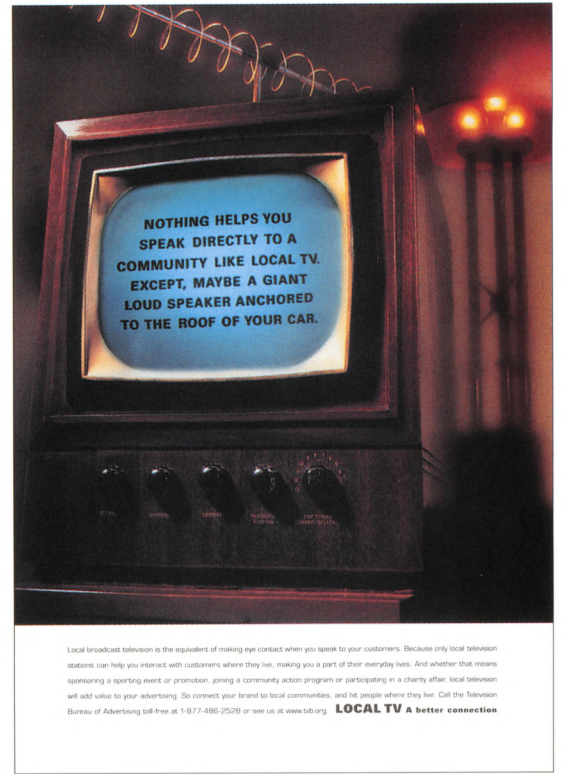 NOTHING HELPS YOU
SPEAK DIRECTLY TO A
COMMUNITY LIKE LOCAL TV.
EXCEPT, MAYBE A GIANT
LOUD SPEAKER ANCHORED
TO THE ROOF OF YOUR CAR.
VERTICAL
FINE TUNING
CHANNEL SELECTOR
Local broadcast television is the equivalent of making eye contact when you speak to your customers. Because only local television
stations can help you interact with customers where they live, making you a part of their everyday lives. And whether that means
sponsoring a sporting event or promotion, joining a community action program or participating in a charity affair, local television
will add value to your advertising. So connect your brand to local communities, and hit people where they live. Call the Television
Bureau of Advertising toll-free at 1-877-486-2528 or see us at www.tvb.org. LOCAL TV A better connection